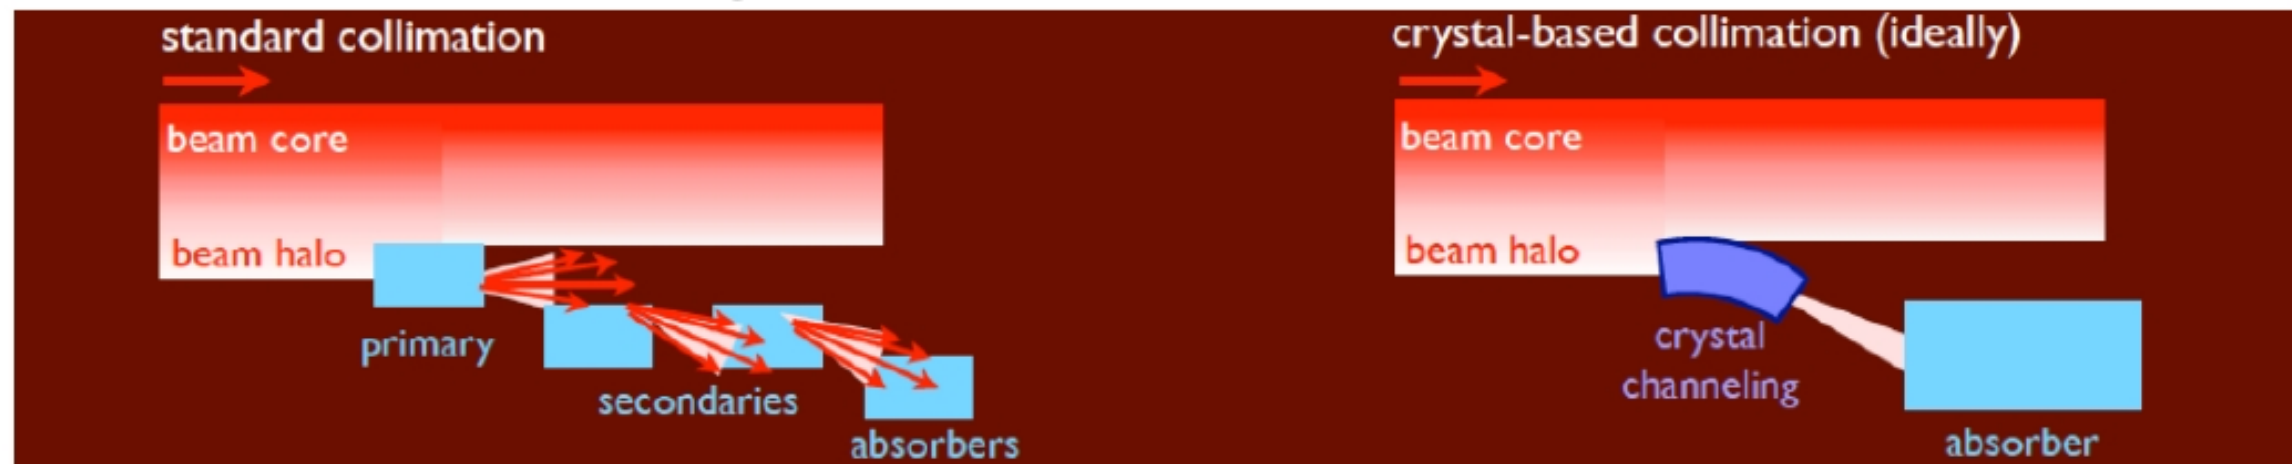 standard collimation
beam core
beam halo
primary
secondaries
absorbers
crystal-based collimation (ideally)
beam core
beam halo
crystal
channeling
absorber